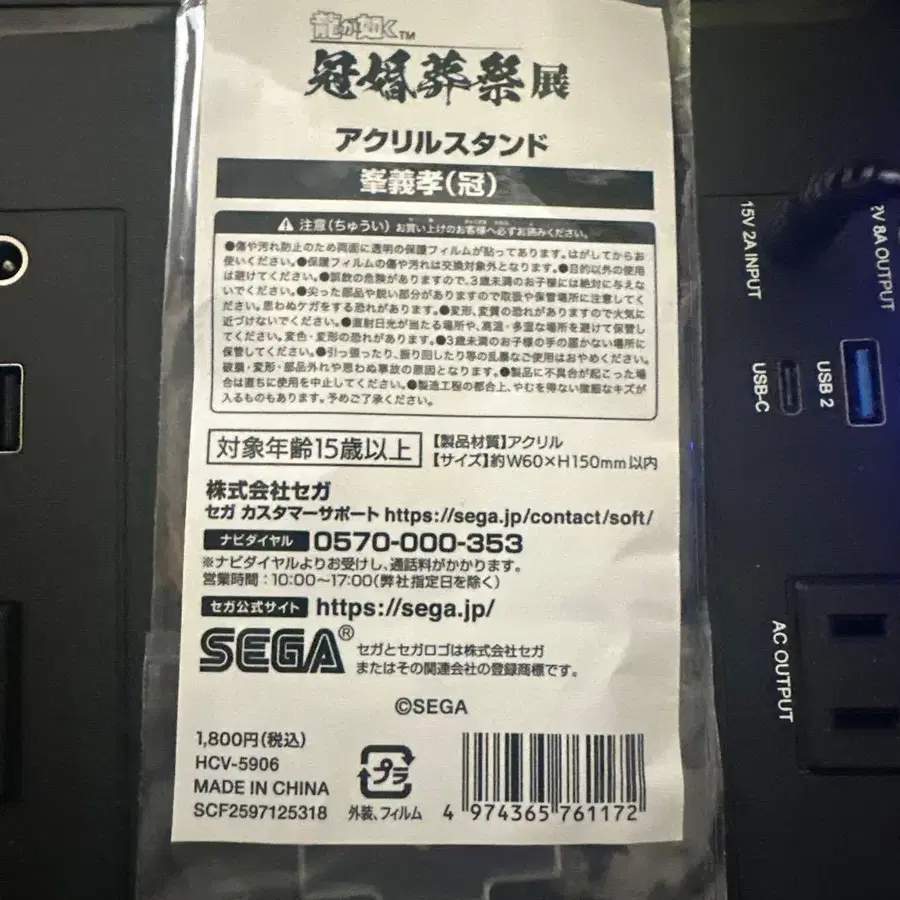 龍が如く™
冠婚葬祭展
アクリルスタンド
峯義孝(冠)
⚠ 注意(ちゅうい) お買い上げのお客様へ必ずお読みください。
●傷や汚れ防止のため両面に透明の保護フィルムが貼ってあります。はがしてからお
使いください。●保護フィルムの傷や汚れは交換対象外となります。●目的以外の使用
は避けてください。●誤飲の危険がありますので、3歳未満のお子様には絶対に与えな
いでください。●尖った部品や鋭い部分がありますので取扱や保管場所に注意してく
ださい。思わぬケガをする恐れがあります。●変形、変質の恐れがありますので火気に
近づけないでください。●直射日光が当たる場所や、高温・多湿な場所を避けて保管し
てください。変色・変形の恐れがあります。●3歳未満のお子様の手の届かない場所に
保管してください。●引っ張ったり、振り回したり等の乱暴なご使用はおやめください。
破損・変形・部品外れや思わぬ事故の原因となります。●製品に不具合が起こった場
合は直ちに使用を中止してください。●製造工程の都合上、やむを得ない微細なキズが
入るものもあります。予めご了承ください。
対象年齢15歳以上
【製品材質】アクリル
【サイズ】約W60×H150mm以内
株式会社セガ
セガ カスタマーサポート https://sega.jp/contact/soft/
ナビダイヤル 0570-000-353
※ナビダイヤルよりお受けし、通話料がかかります。
営業時間：10:00〜17:00(弊社指定日を除く)
セガ公式サイト https://sega.jp/
SEGA®
セガとセガロゴは株式会社セガ
またはその関連会社の登録商標です。
©SEGA
1,800円(税込)
HCV-5906
MADE IN CHINA
SCF2597125318
プラ
外装、フィルム
4 974365 761172
15V 2A INPUT
V 8A OUTPUT
USB-C
USB 2
AC OUTPUT